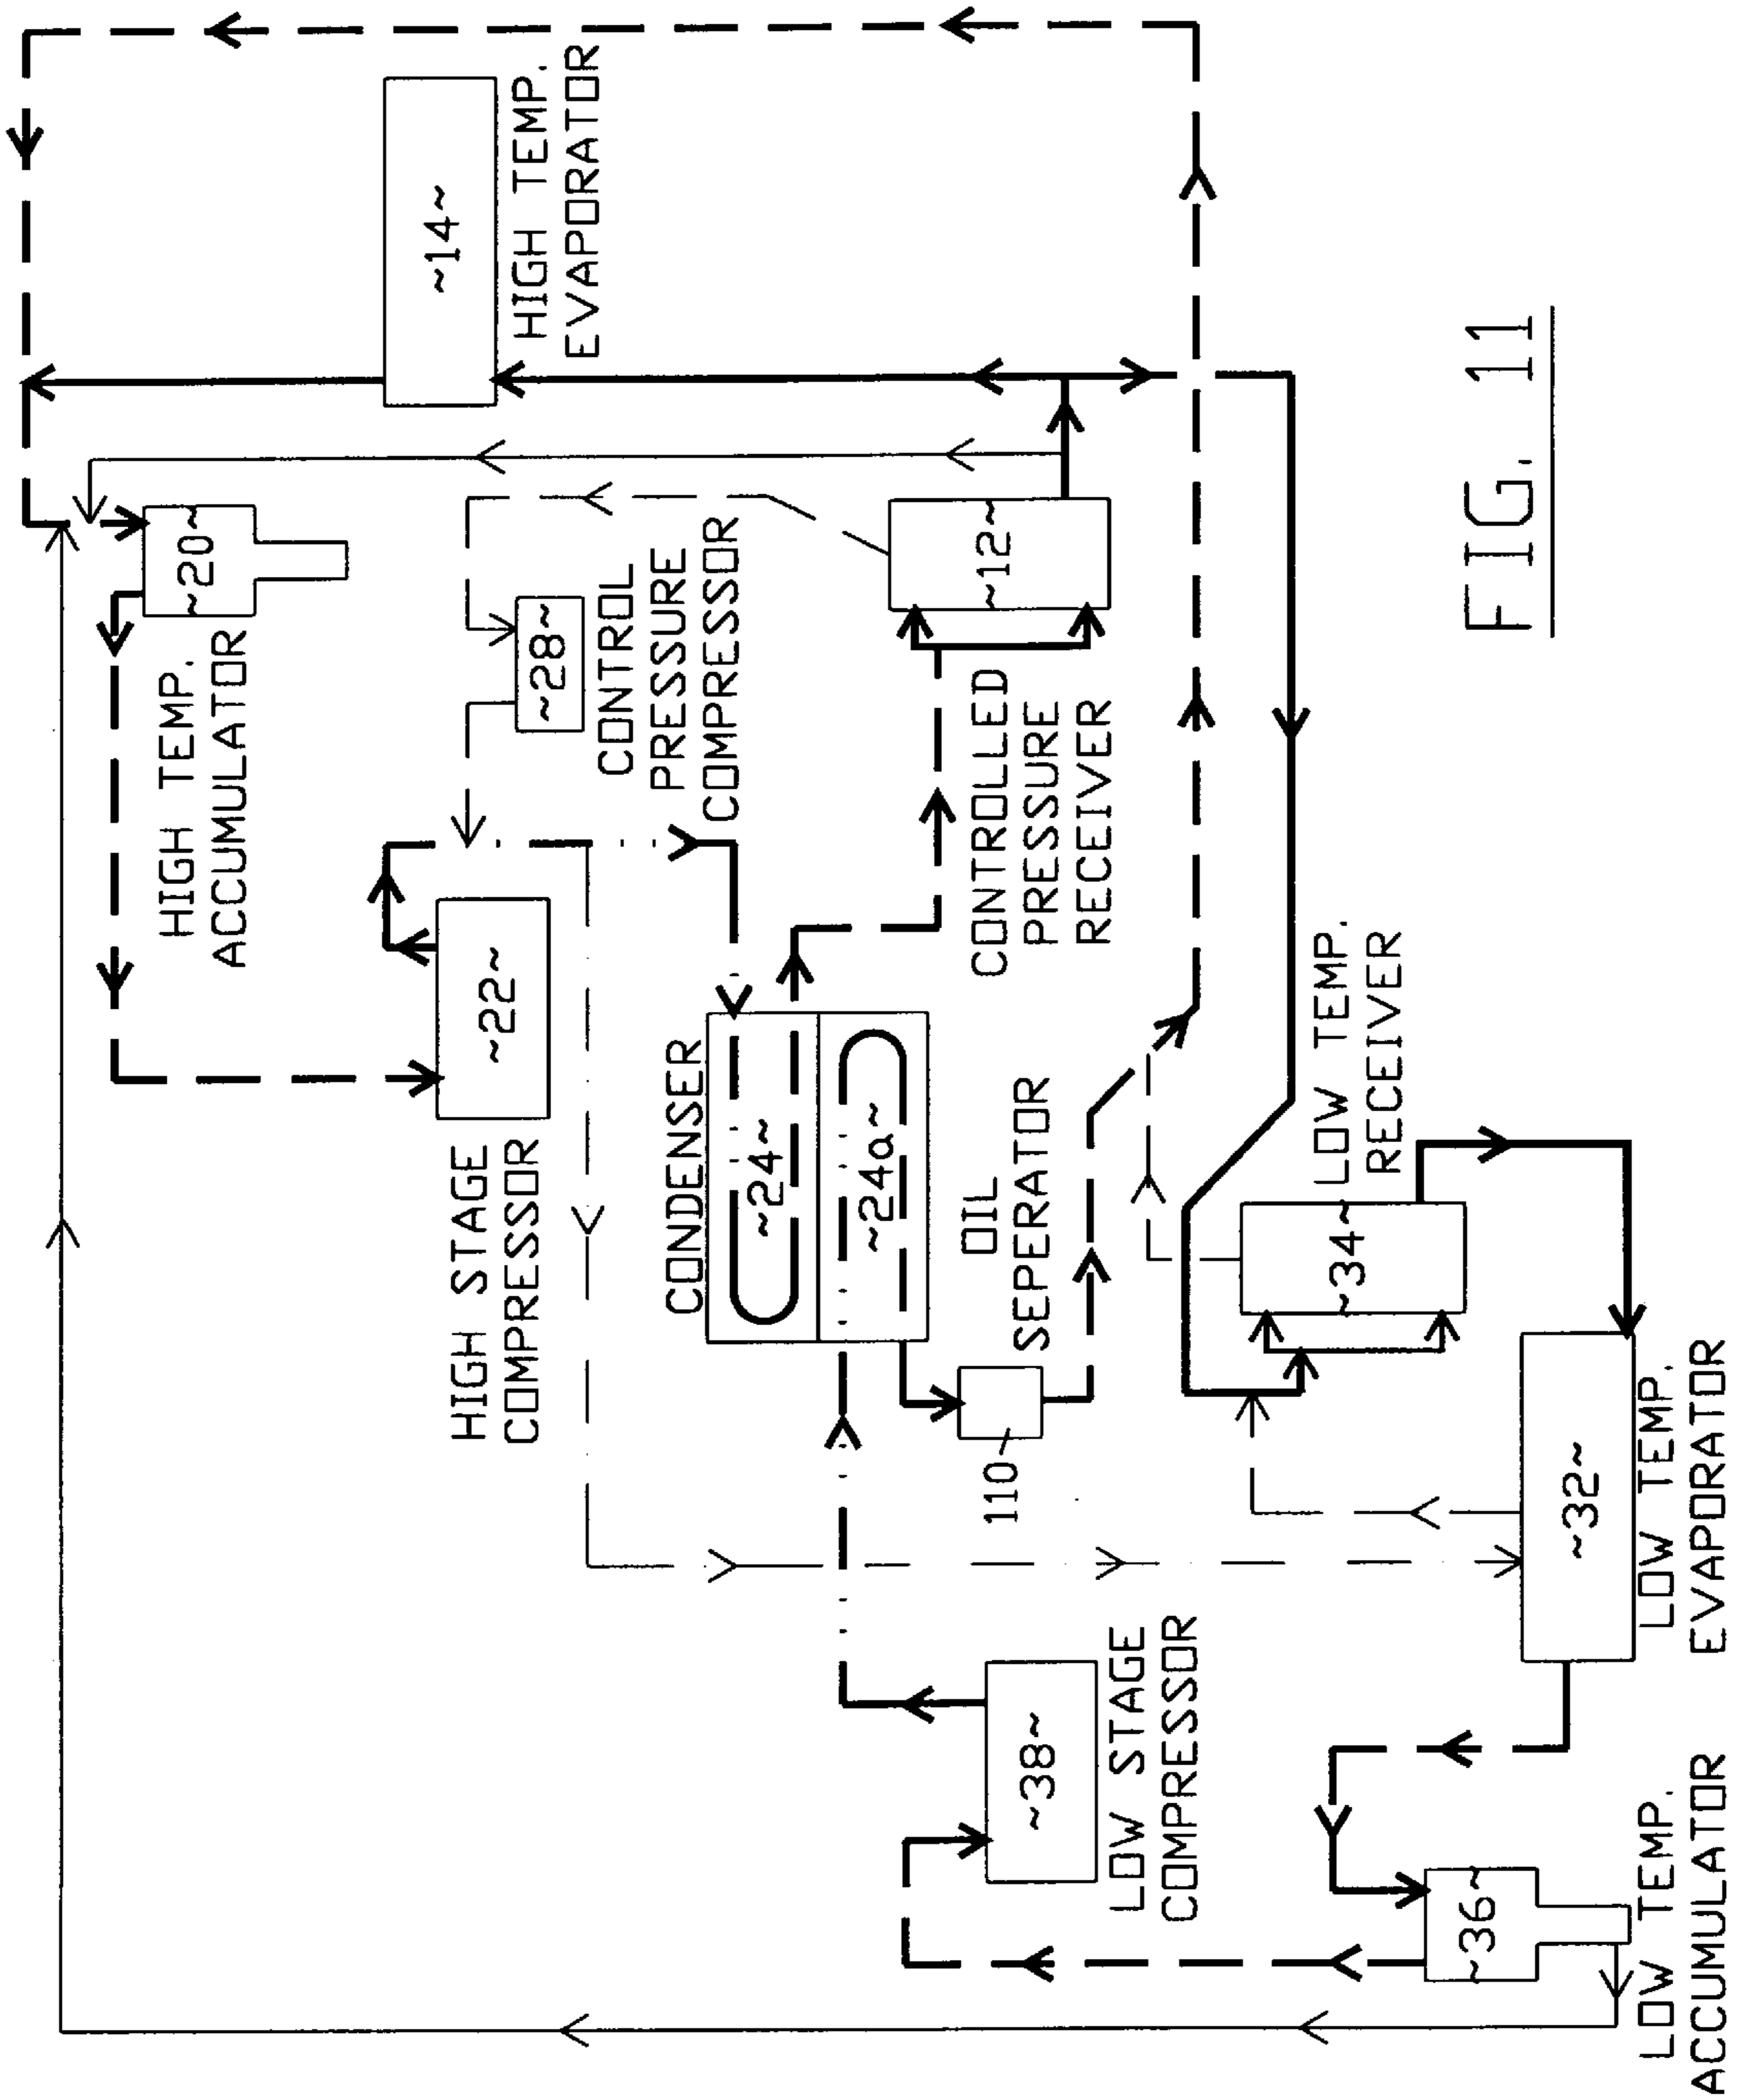 ~14~
HIGH TEMP.
EVAPORATOR
~20~
HIGH TEMP.
ACCUMULATOR
~28~
CONTROL
PRESSURE
COMPRESSOR
~12~
CONTROLLED
PRESSURE
RECEIVER
~22~
HIGH STAGE
COMPRESSOR
CONDENSER
~24~
~24a~
OIL
SEPERATOR
110
LOW TEMP.
RECEIVER
~34~
~38~
LOW STAGE
COMPRESSOR
~32~
LOW TEMP.
EVAPORATOR
~36~
LOW TEMP.
ACCUMULATOR
FIG. 11